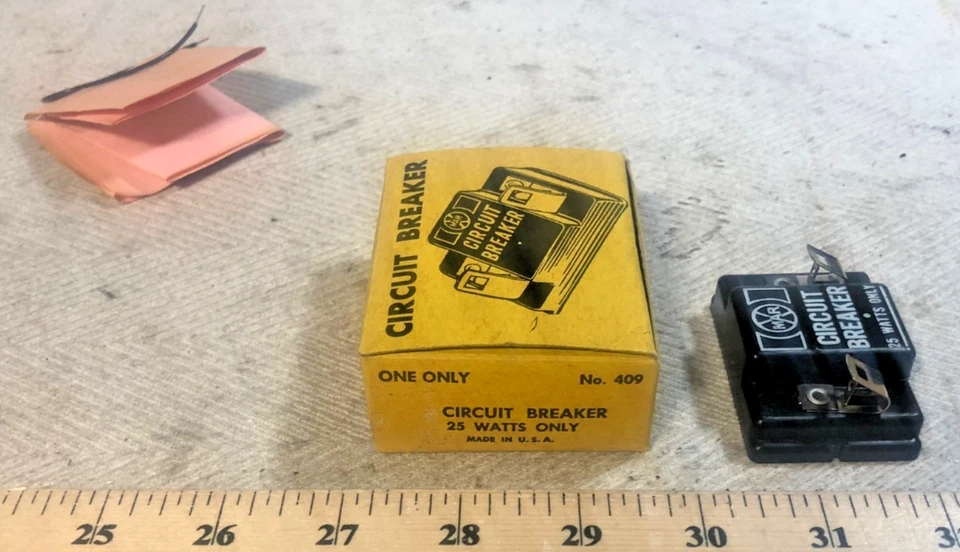 CIRCUIT BREAKER
MAR
CIRCUIT
BREAKER
ONE ONLY No. 409
CIRCUIT BREAKER
25 WATTS ONLY
MADE IN U.S.A.
MAR
CIRCUIT
BREAKER
25 WATTS ONLY
25 26 27 28 29 30 31